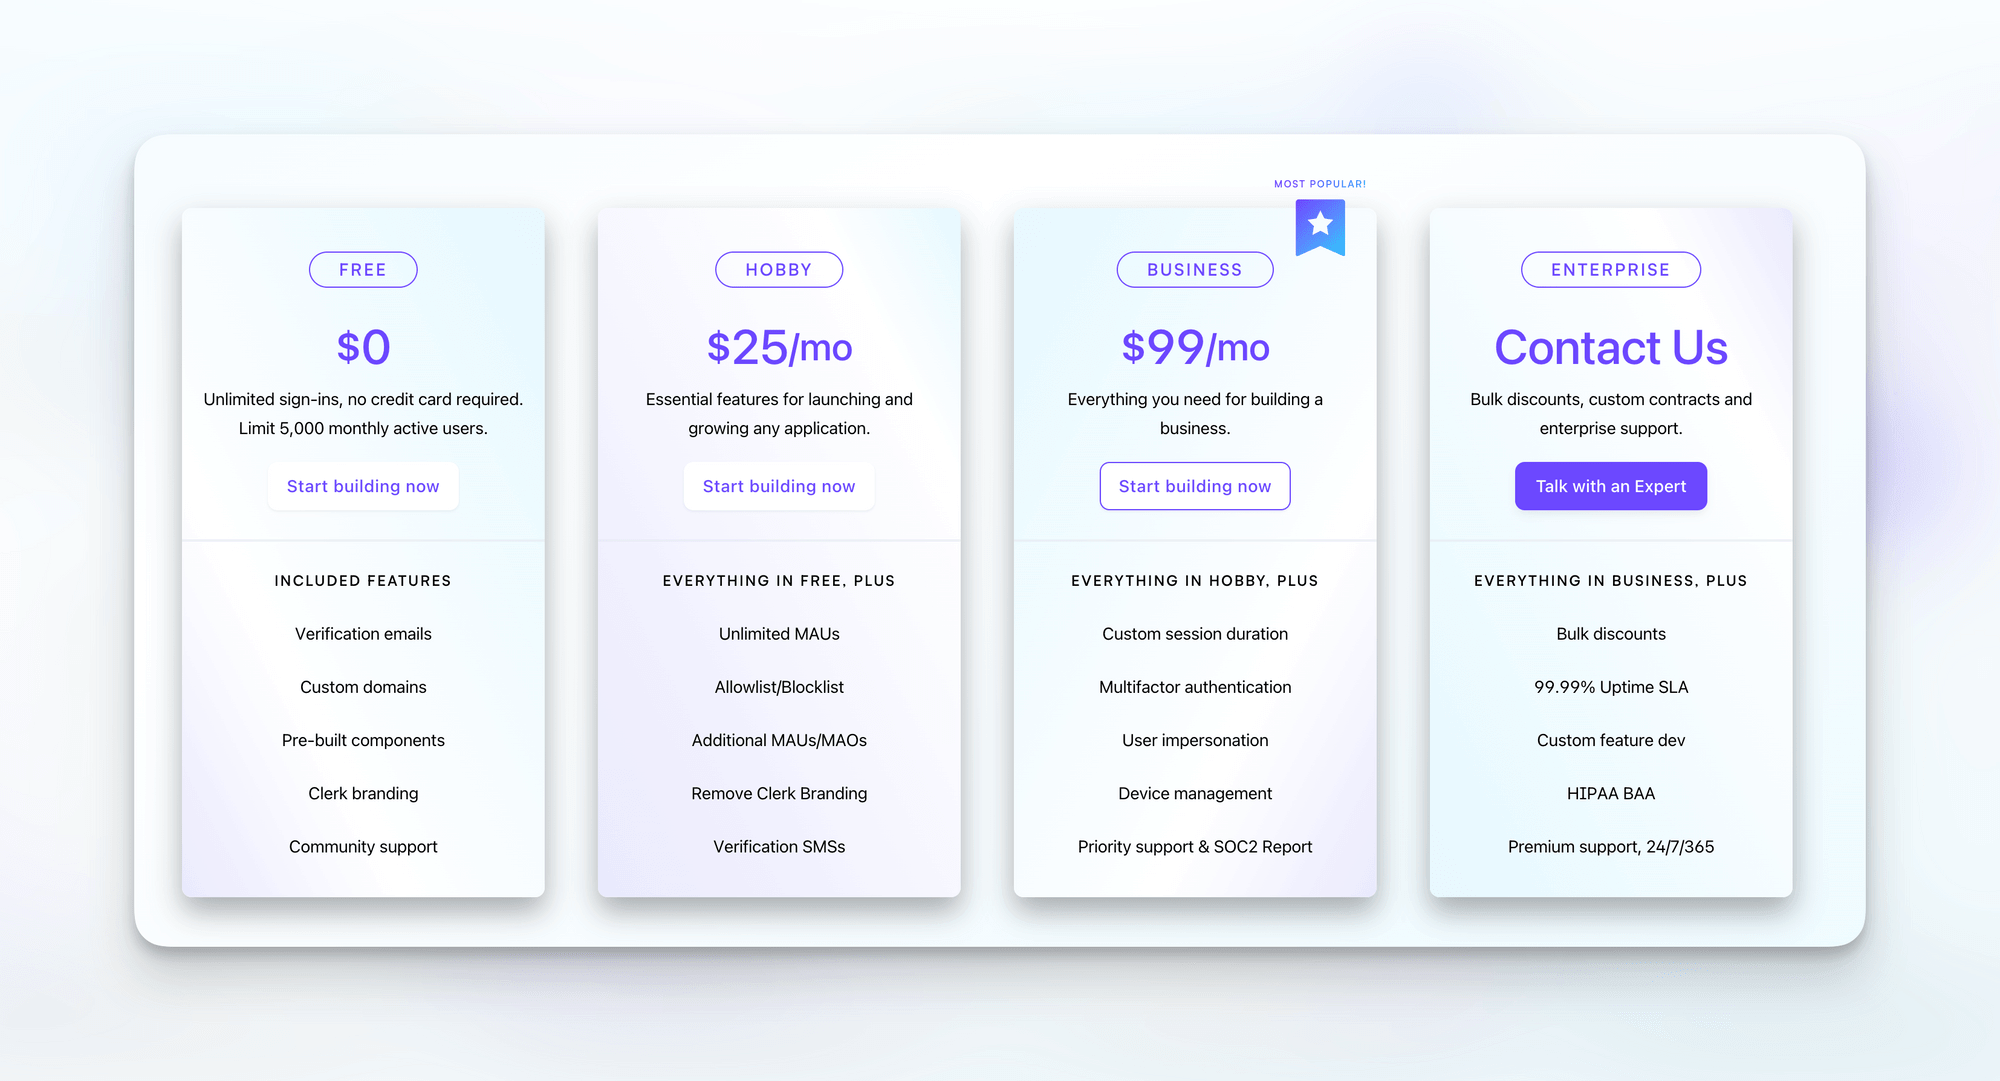 FREE
$0
Unlimited sign-ins, no credit card required.
Limit 5,000 monthly active users.
Start building now
INCLUDED FEATURES
Verification emails
Custom domains
Pre-built components
Clerk branding
Community support
HOBBY
$25/mo
Essential features for launching and
growing any application.
Start building now
EVERYTHING IN FREE, PLUS
Unlimited MAUs
Allowlist/Blocklist
Additional MAUs/MAOs
Remove Clerk Branding
Verification SMSs
MOST POPULAR!
BUSINESS
$99/mo
Everything you need for building a
business.
Start building now
EVERYTHING IN HOBBY, PLUS
Custom session duration
Multifactor authentication
User impersonation
Device management
Priority support & SOC2 Report
ENTERPRISE
Contact Us
Bulk discounts, custom contracts and
enterprise support.
Talk with an Expert
EVERYTHING IN BUSINESS, PLUS
Bulk discounts
99.99% Uptime SLA
Custom feature dev
HIPAA BAA
Premium support, 24/7/365